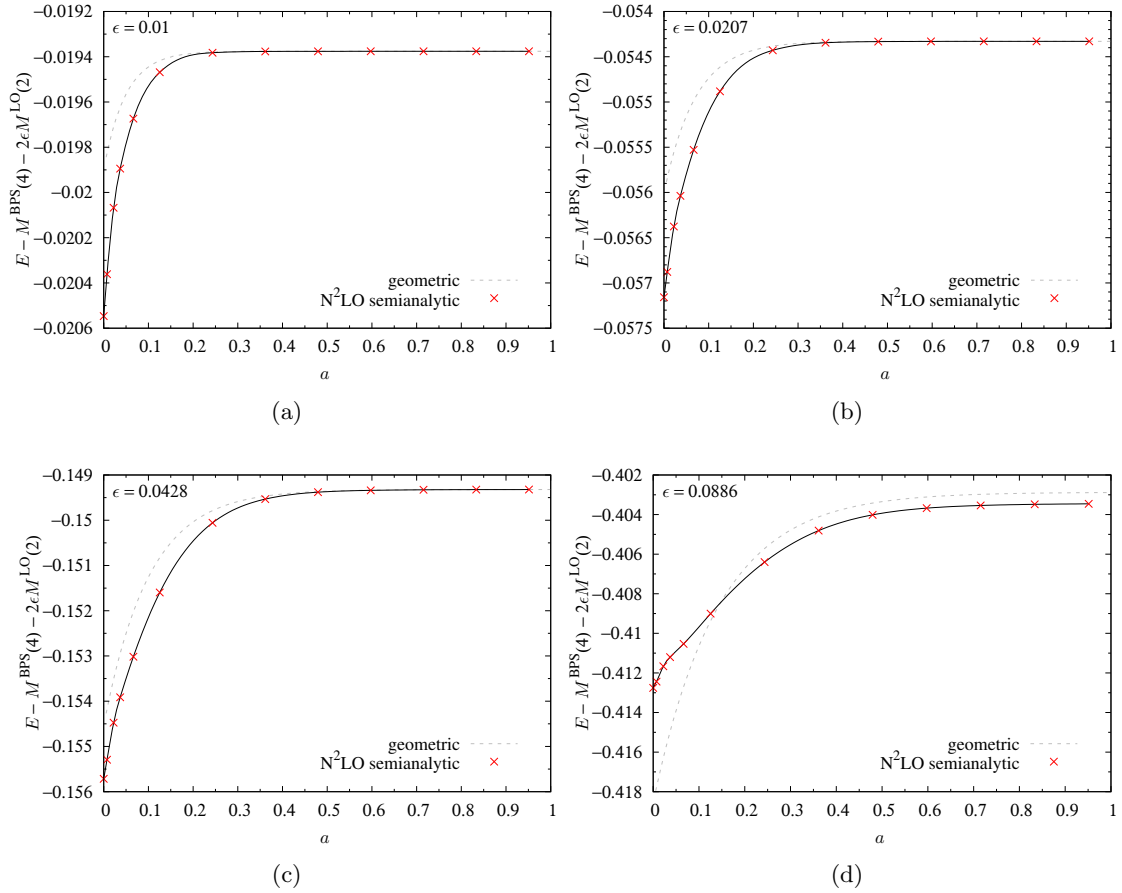 ϵ = 0.01
E − M^BPS(4) − 2ϵM^LO(2)
−0.0192
−0.0194
−0.0196
−0.0198
−0.02
−0.0202
−0.0204
−0.0206
geometric
N²LO semianalytic
0 0.1 0.2 0.3 0.4 0.5 0.6 0.7 0.8 0.9 1
a
(a)
ϵ = 0.0207
E − M^BPS(4) − 2ϵM^LO(2)
−0.054
−0.0545
−0.055
−0.0555
−0.056
−0.0565
−0.057
−0.0575
geometric
N²LO semianalytic
0 0.1 0.2 0.3 0.4 0.5 0.6 0.7 0.8 0.9 1
a
(b)
ϵ = 0.0428
E − M^BPS(4) − 2ϵM^LO(2)
−0.149
−0.15
−0.151
−0.152
−0.153
−0.154
−0.155
−0.156
geometric
N²LO semianalytic
0 0.1 0.2 0.3 0.4 0.5 0.6 0.7 0.8 0.9 1
a
(c)
ϵ = 0.0886
E − M^BPS(4) − 2ϵM^LO(2)
−0.402
−0.404
−0.406
−0.408
−0.41
−0.412
−0.414
−0.416
−0.418
geometric
N²LO semianalytic
0 0.1 0.2 0.3 0.4 0.5 0.6 0.7 0.8 0.9 1
a
(d)